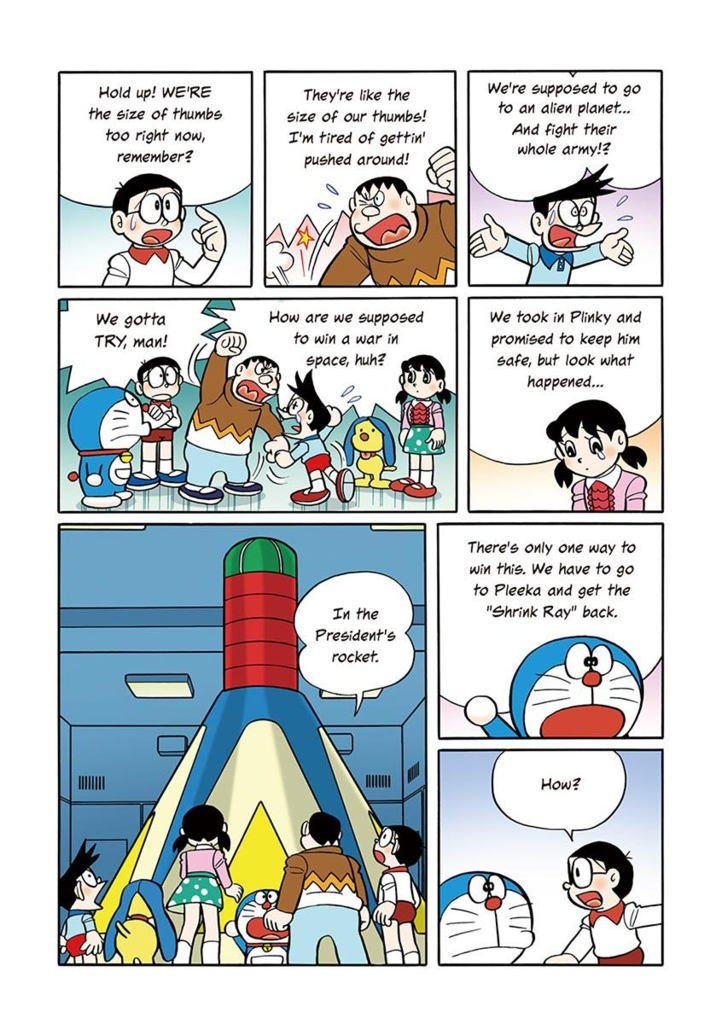 We're supposed to go
to an alien planet...
And fight their
whole army!?
They're like the
size of our thumbs!
I'm tired of gettin'
pushed around!
Hold up! WE'RE
the size of thumbs
too right now,
remember?
We took in Plinky and
promised to keep him
safe, but look what
happened...
How are we supposed
to win a war in
space, huh?
We gotta
TRY, man!
There's only one way to
win this. We have to go
to Pleeka and get the
"Shrink Ray" back.
How?
In the
President's
rocket.